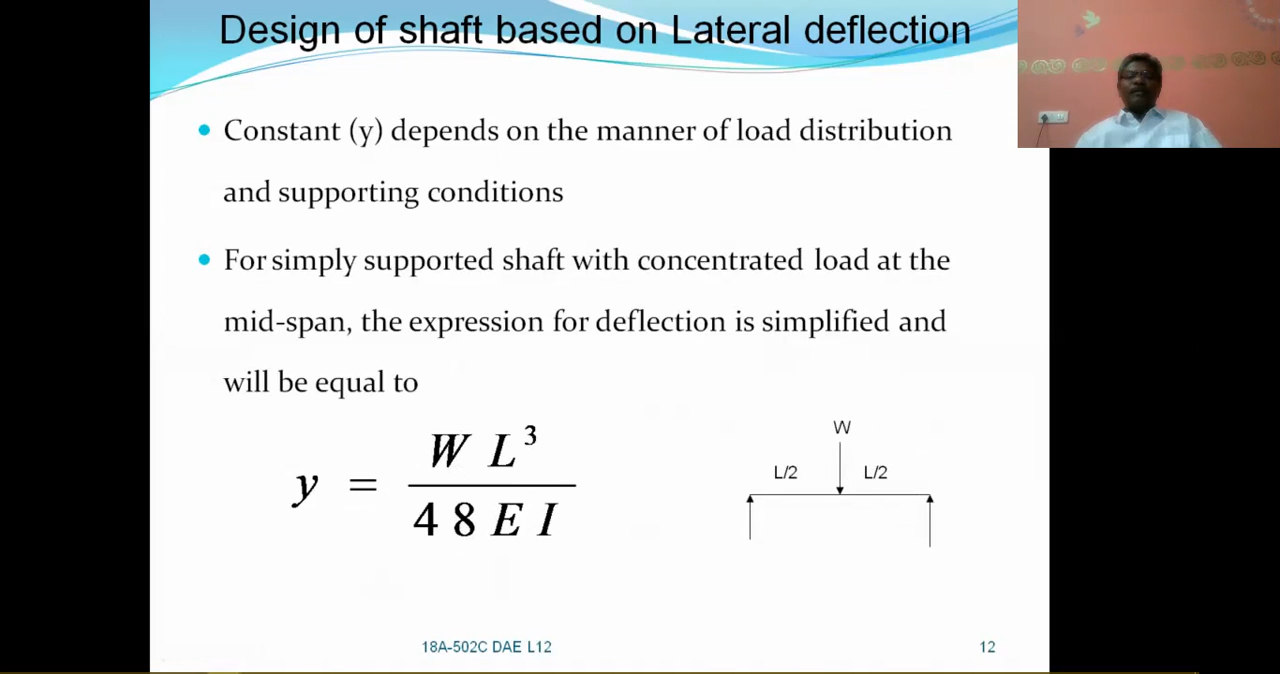 Design of shaft based on Lateral deflection
• Constant (y) depends on the manner of load distribution
and supporting conditions
• For simply supported shaft with concentrated load at the
mid-span, the expression for deflection is simplified and
will be equal to
y = W L³ / 48 E I
W
L/2 L/2
18A-502C DAE L12 12